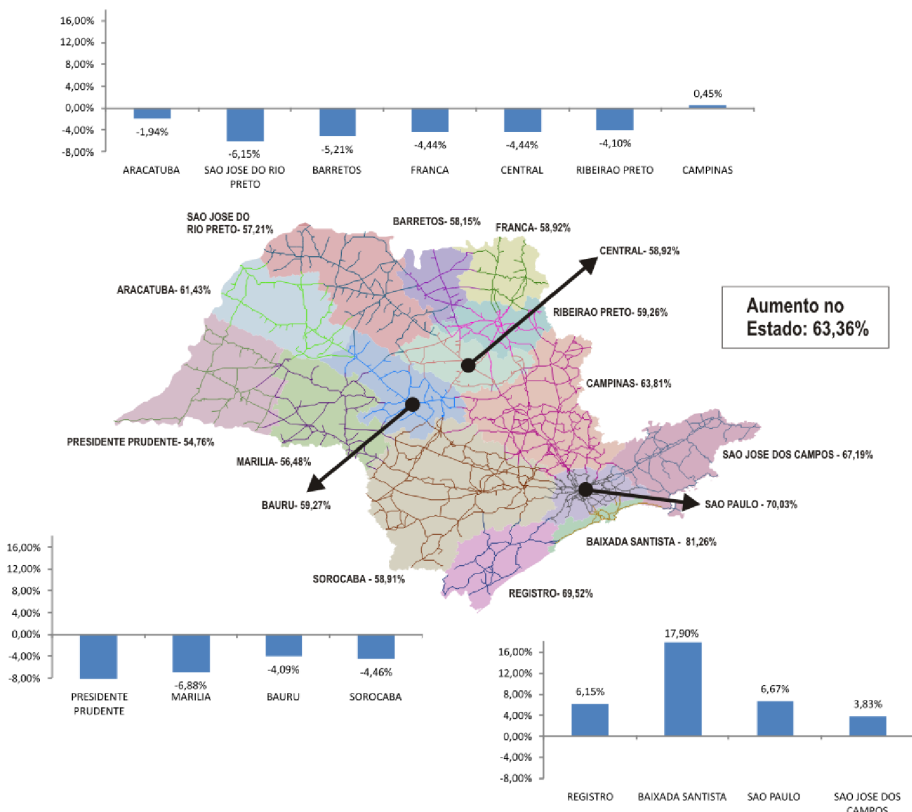 16,00%
12,00%
8,00%
4,00%
0,00%
-4,00%
-8,00%
-1,94%
-6,15%
-5,21%
-4,44%
-4,44%
-4,10%
0,45%
ARACATUBA
SAO JOSE DO RIO
PRETO
BARRETOS
FRANCA
CENTRAL
RIBEIRAO PRETO
CAMPINAS
SAO JOSE DO
RIO PRETO- 57,21%
BARRETOS- 58,15%
FRANCA- 58,92%
CENTRAL- 58,92%
ARACATUBA- 61,43%
RIBEIRAO PRETO- 59,26%
Aumento no
Estado: 63,36%
CAMPINAS- 63,81%
PRESIDENTE PRUDENTE- 54,76%
MARILIA- 56,48%
SAO JOSE DOS CAMPOS - 67,19%
BAURU- 59,27%
SAO PAULO - 70,03%
BAIXADA SANTISTA - 81,26%
SOROCABA - 58,91%
REGISTRO- 69,52%
16,00%
12,00%
8,00%
4,00%
0,00%
-4,00%
-8,00%
-6,88%
-4,09%
-4,46%
PRESIDENTE
PRUDENTE
MARILIA
BAURU
SOROCABA
16,00%
12,00%
8,00%
4,00%
0,00%
-4,00%
-8,00%
6,15%
17,90%
6,67%
3,83%
REGISTRO
BAIXADA SANTISTA
SAO PAULO
SAO JOSE DOS
CAMPOS